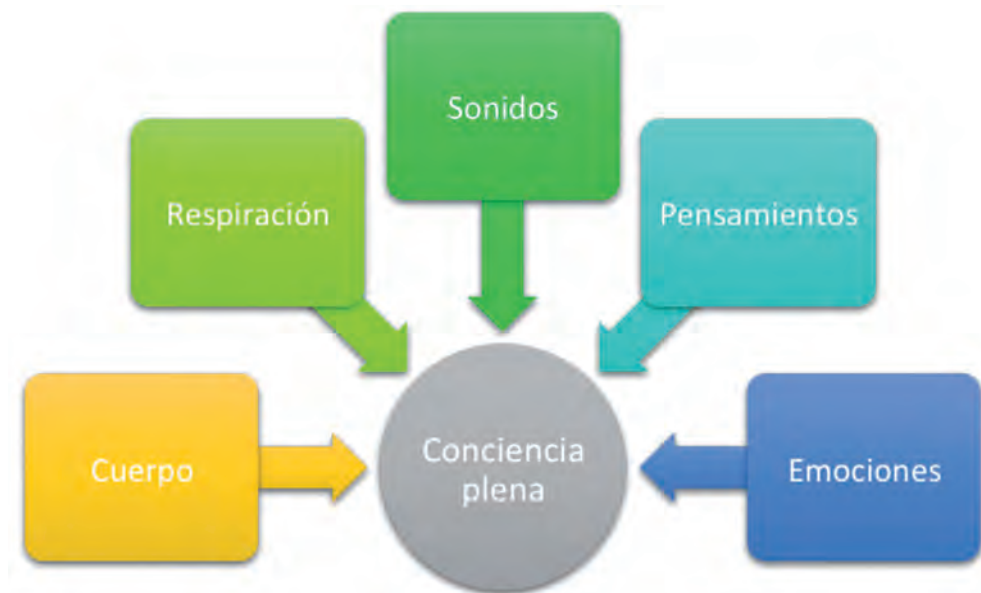 Sonidos
Respiración
Pensamientos
Cuerpo
Conciencia
plena
Emociones